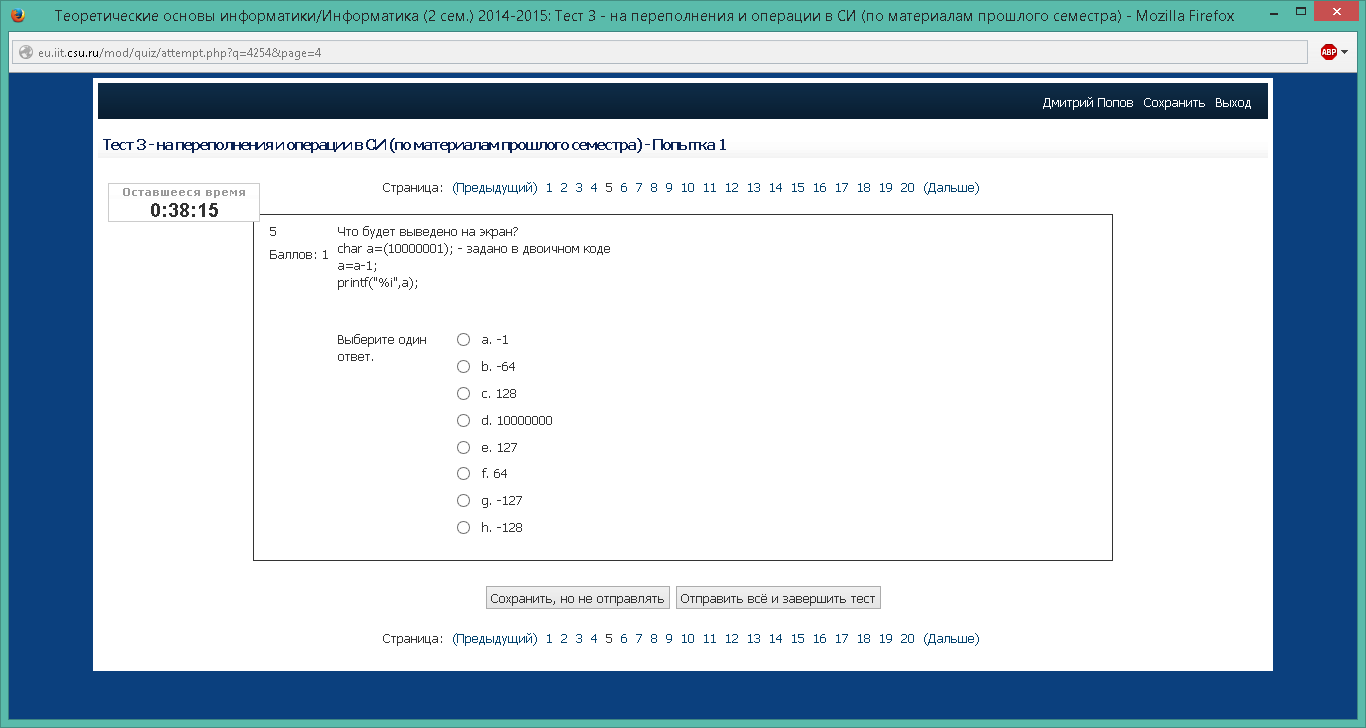 Теоретические основы информатики/Информатика (2 сем.) 2014-2015: Тест 3 - на переполнения и операции в СИ (по материалам прошлого семестра) - Mozilla Firefox
eu.iit.csu.ru/mod/quiz/attempt.php?q=4254&page=4
ABP
Дмитрий Попов Сохранить Выход
Тест 3 - на переполнения и операции в СИ (по материалам прошлого семестра) - Попытка 1
Оставшееся время
0:38:15
Страница: (Предыдущий) 1 2 3 4 5 6 7 8 9 10 11 12 13 14 15 16 17 18 19 20 (Дальше)
5
Баллов: 1
Что будет выведено на экран?
char a=(10000001); - задано в двоичном коде
a=a-1;
printf("%i",a);
Выберите один
ответ.
a. -1
b. -64
c. 128
d. 10000000
e. 127
f. 64
g. -127
h. -128
Сохранить, но не отправлять Отправить всё и завершить тест
Страница: (Предыдущий) 1 2 3 4 5 6 7 8 9 10 11 12 13 14 15 16 17 18 19 20 (Дальше)